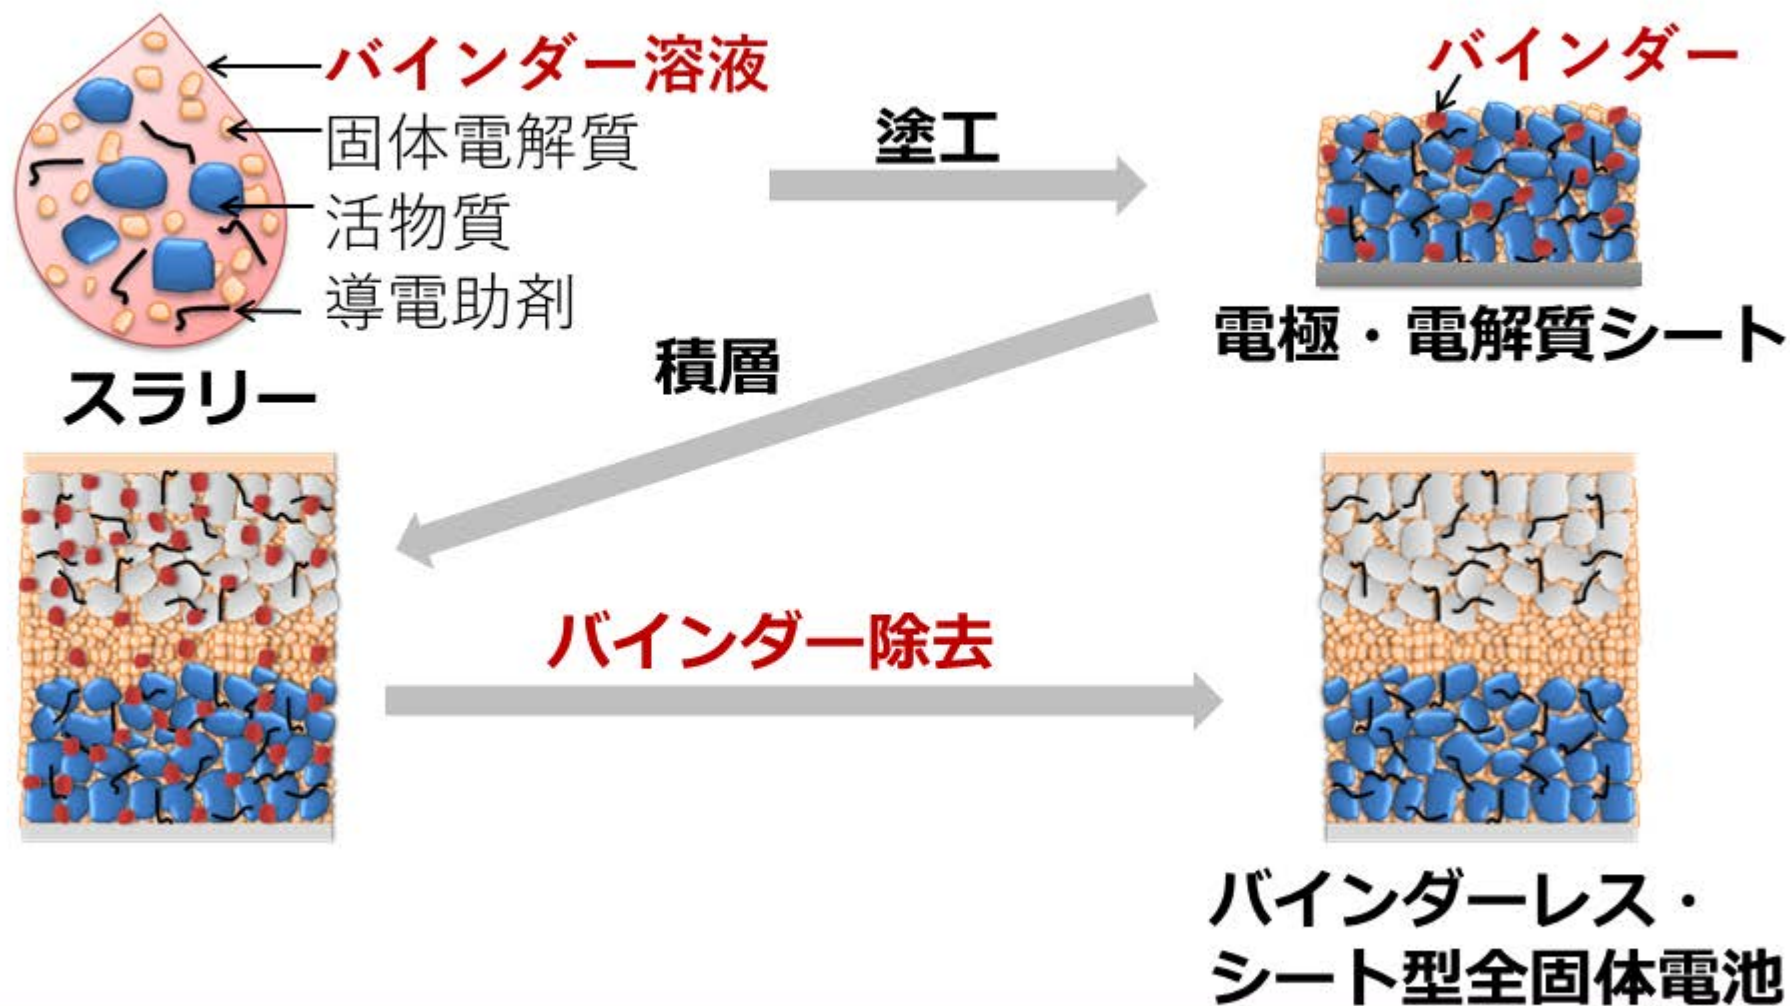 バインダー溶液
固体電解質
活物質
導電助剤
スラリー
塗工
バインダー
電極・電解質シート
積層
バインダー除去
バインダーレス・
シート型全固体電池